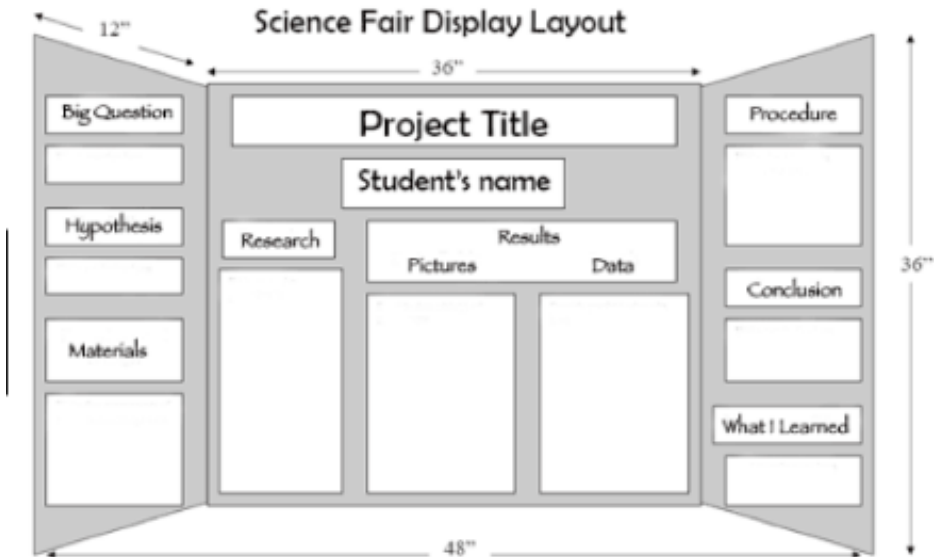 Science Fair Display Layout
12"
36"
Big Question
Project Title
Procedure
Student's name
Hypothesis
Research
Results
Pictures Data
36"
Conclusion
Materials
What I Learned
48"